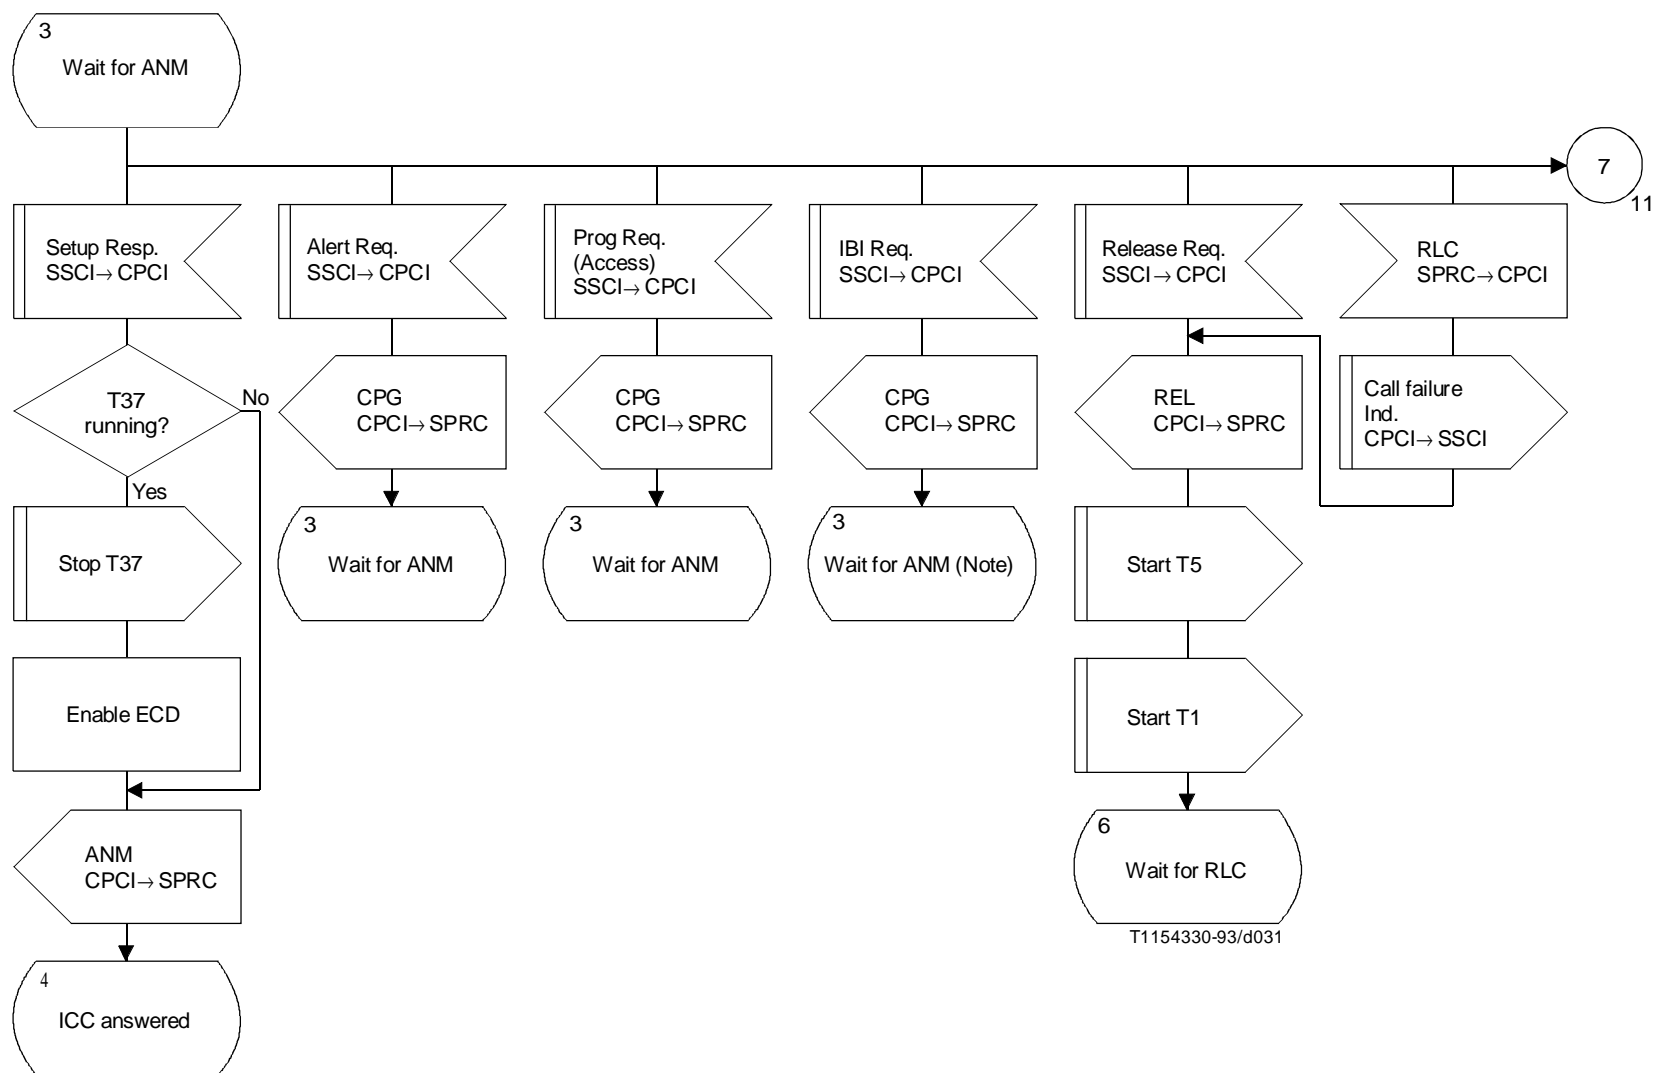 3
Wait for ANM
7
11
Setup Resp.
SSCI→ CPCI
Alert Req.
SSCI→ CPCI
Prog Req.
(Access)
SSCI→ CPCI
IBI Req.
SSCI→ CPCI
Release Req.
SSCI→ CPCI
RLC
SPRC→ CPCI
T37
running?
No
Yes
CPG
CPCI→ SPRC
CPG
CPCI→ SPRC
CPG
CPCI→ SPRC
REL
CPCI→ SPRC
Call failure
Ind.
CPCI→ SSCI
Stop T37
3
Wait for ANM
3
Wait for ANM
3
Wait for ANM (Note)
Start T5
Enable ECD
Start T1
ANM
CPCI→ SPRC
6
Wait for RLC
T1154330-93/d031
4
ICC answered